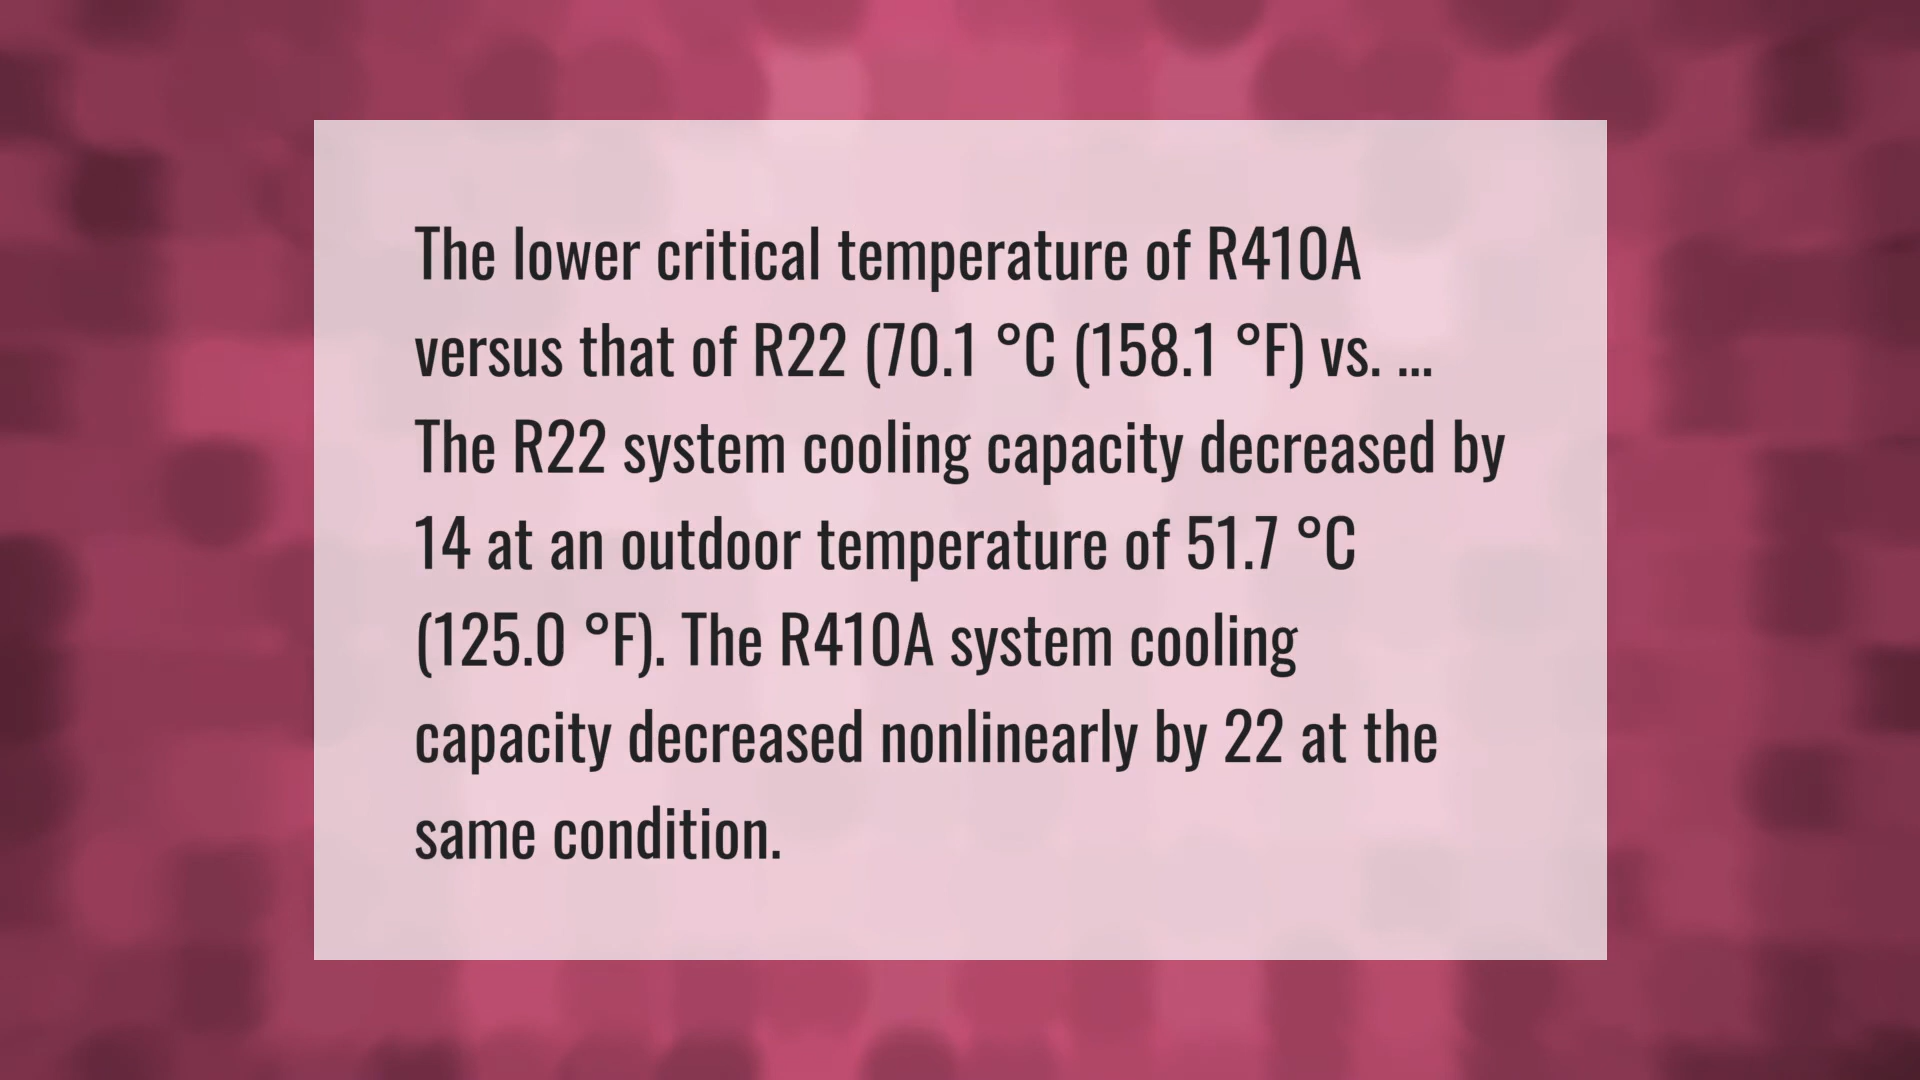 The lower critical temperature of R410A
versus that of R22 (70.1 °C (158.1 °F) vs. ...
The R22 system cooling capacity decreased by
14 at an outdoor temperature of 51.7 °C
(125.0 °F). The R410A system cooling
capacity decreased nonlinearly by 22 at the
same condition.